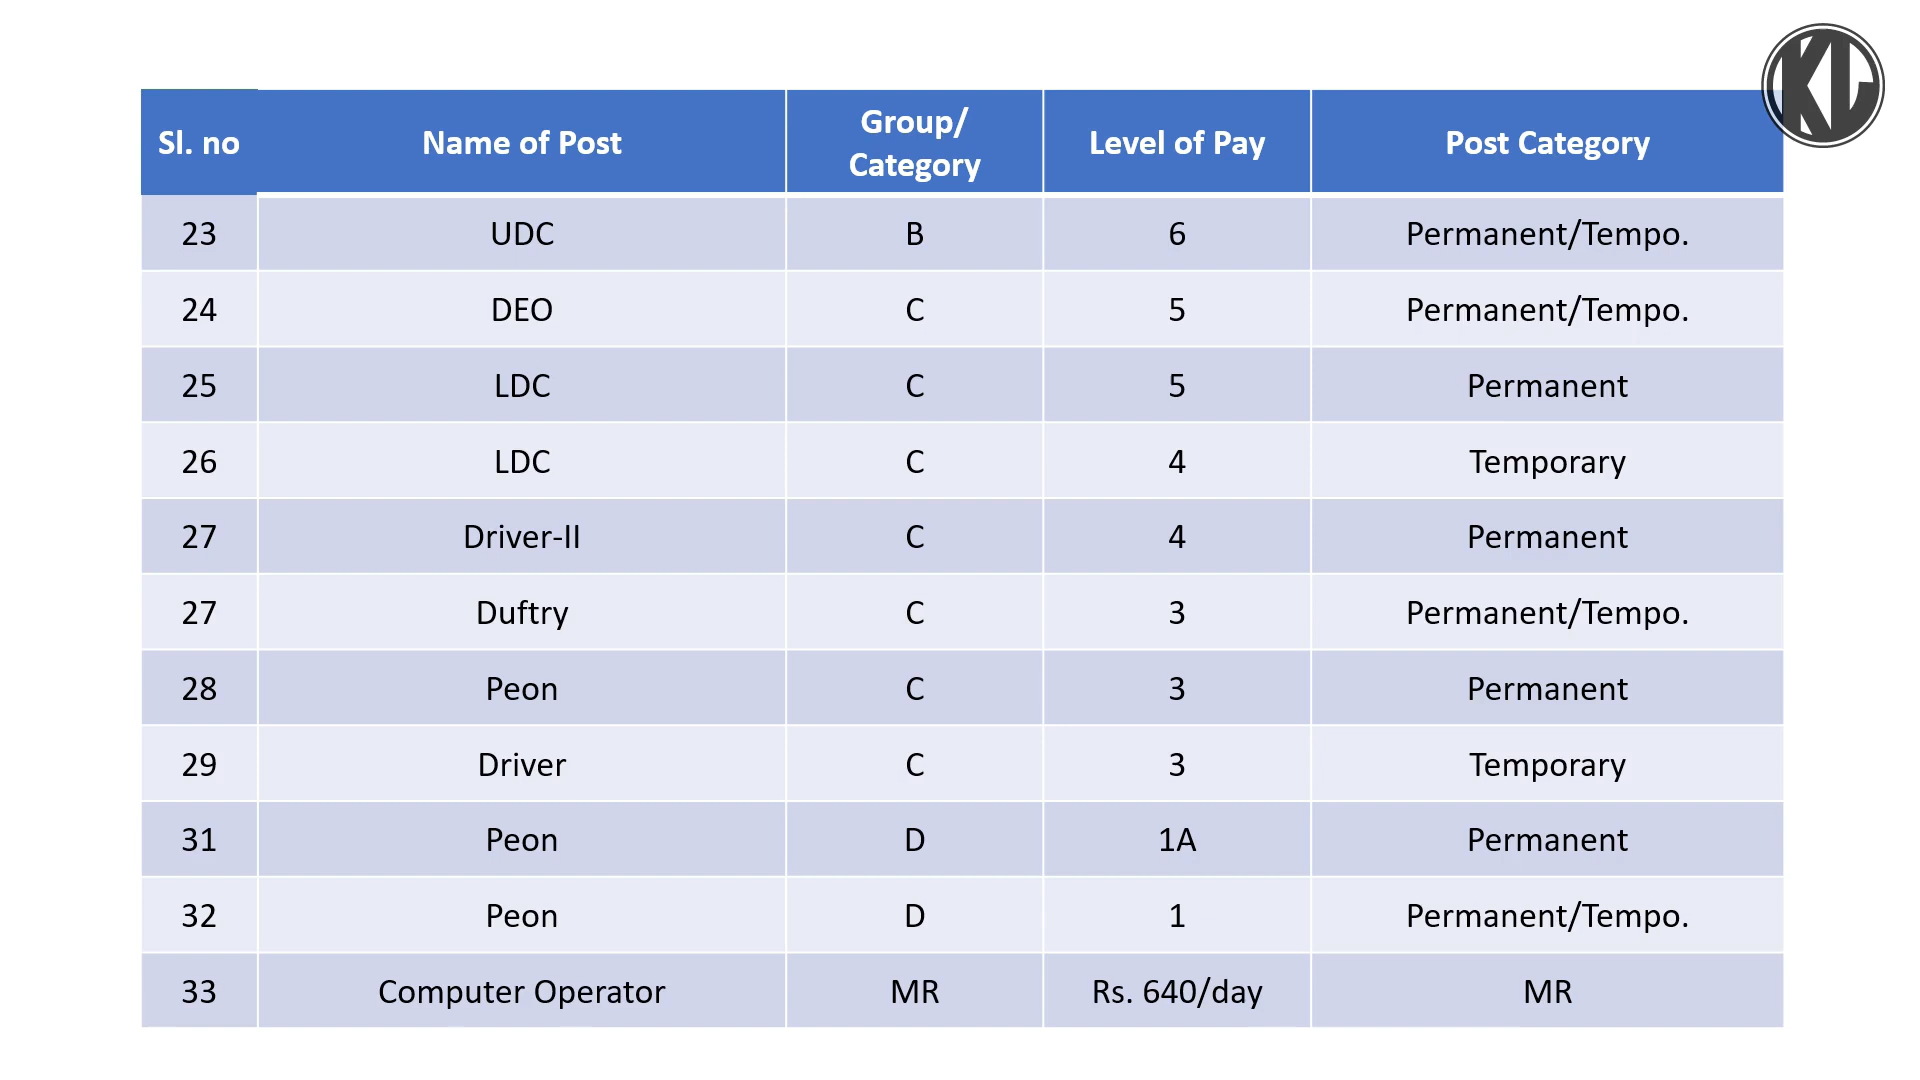 KL
Sl. no Name of Post Group/ Category Level of Pay Post Category
23 UDC B 6 Permanent/Tempo.
24 DEO C 5 Permanent/Tempo.
25 LDC C 5 Permanent
26 LDC C 4 Temporary
27 Driver-II C 4 Permanent
27 Duftry C 3 Permanent/Tempo.
28 Peon C 3 Permanent
29 Driver C 3 Temporary
31 Peon D 1A Permanent
32 Peon D 1 Permanent/Tempo.
33 Computer Operator MR Rs. 640/day MR